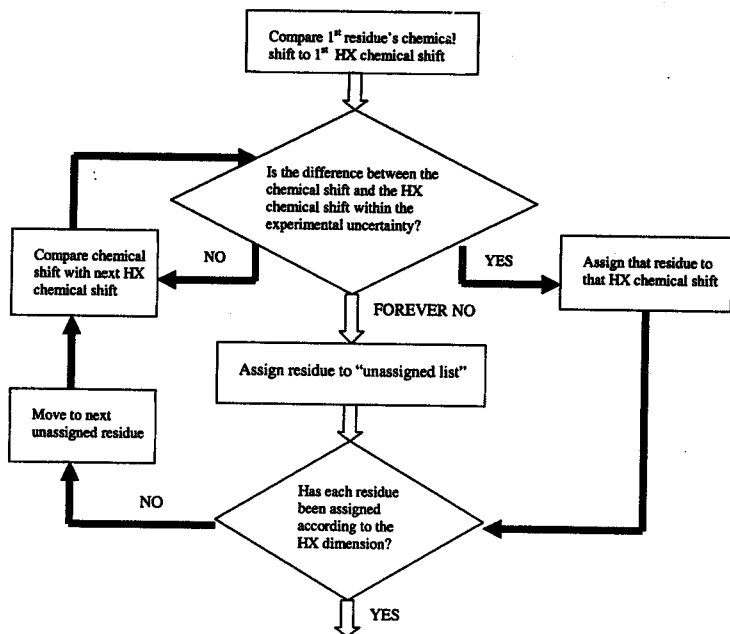 Compare 1st residue's chemical
shift to 1st HX chemical shift
Is the difference between the
chemical shift and the HX
chemical shift within the
experimental uncertainty?
NO
YES
Compare chemical
shift with next HX
chemical shift
Assign that residue to
that HX chemical shift
FOREVER NO
Assign residue to “unassigned list”
Move to next
unassigned residue
NO
Has each residue
been assigned
according to the
HX dimension?
YES